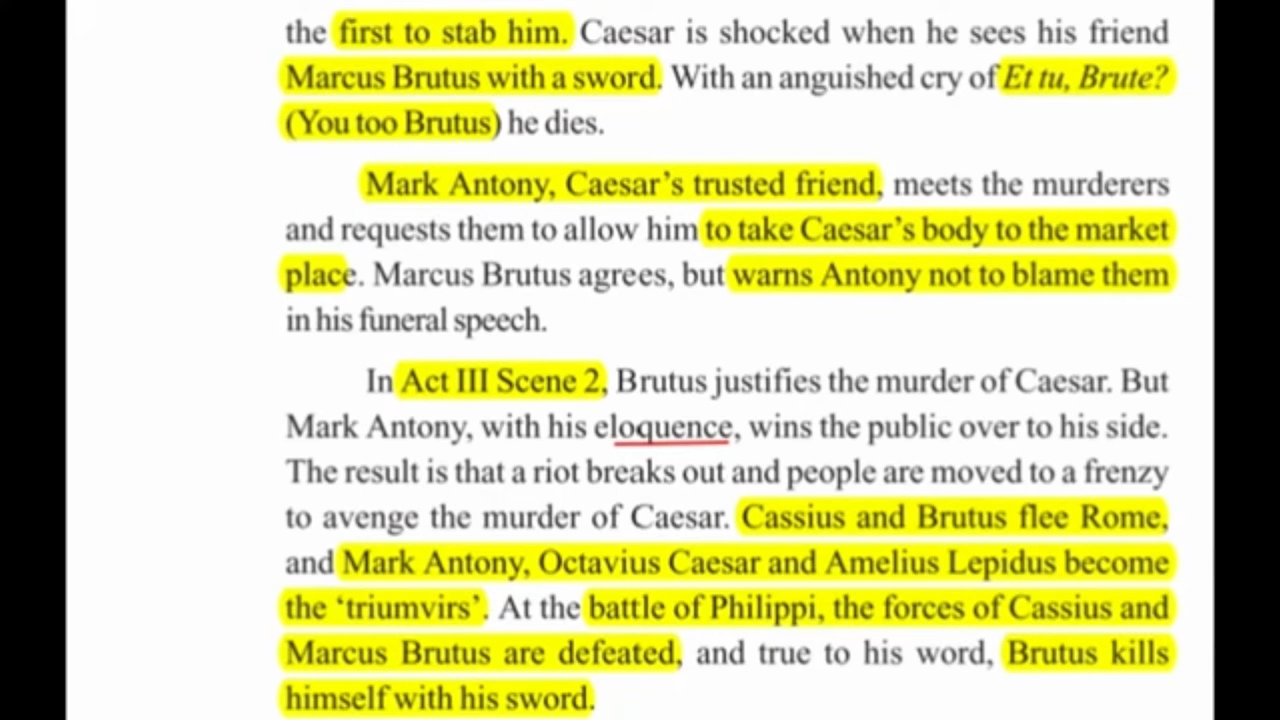 the first to stab him. Caesar is shocked when he sees his friend
Marcus Brutus with a sword. With an anguished cry of Et tu, Brute?
(You too Brutus) he dies.
Mark Antony, Caesar’s trusted friend, meets the murderers
and requests them to allow him to take Caesar’s body to the market
place. Marcus Brutus agrees, but warns Antony not to blame them
in his funeral speech.
In Act III Scene 2, Brutus justifies the murder of Caesar. But
Mark Antony, with his eloquence, wins the public over to his side.
The result is that a riot breaks out and people are moved to a frenzy
to avenge the murder of Caesar. Cassius and Brutus flee Rome,
and Mark Antony, Octavius Caesar and Amelius Lepidus become
the ‘triumvirs’. At the battle of Philippi, the forces of Cassius and
Marcus Brutus are defeated, and true to his word, Brutus kills
himself with his sword.